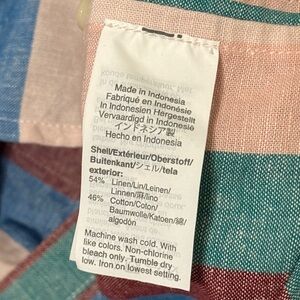 Made in Indonesia
Fabriqué en Indonésie
In Indonesien Hergestellt
Vervaardigd in Indonesië
インドネシア製
Hecho en Indonesia
Shell/Extérieur/Oberstoff/
Buitenkant/シェル/tela
exterior:
54% Linen/Lin/Leinen/
Linnen/麻/lino
46% Cotton/Coton/
Baumwolle/Katoen/綿/
algodón
Machine wash cold. With
like colors. Non-chlorine
bleach only. Tumble dry
low. Iron on lowest setting.